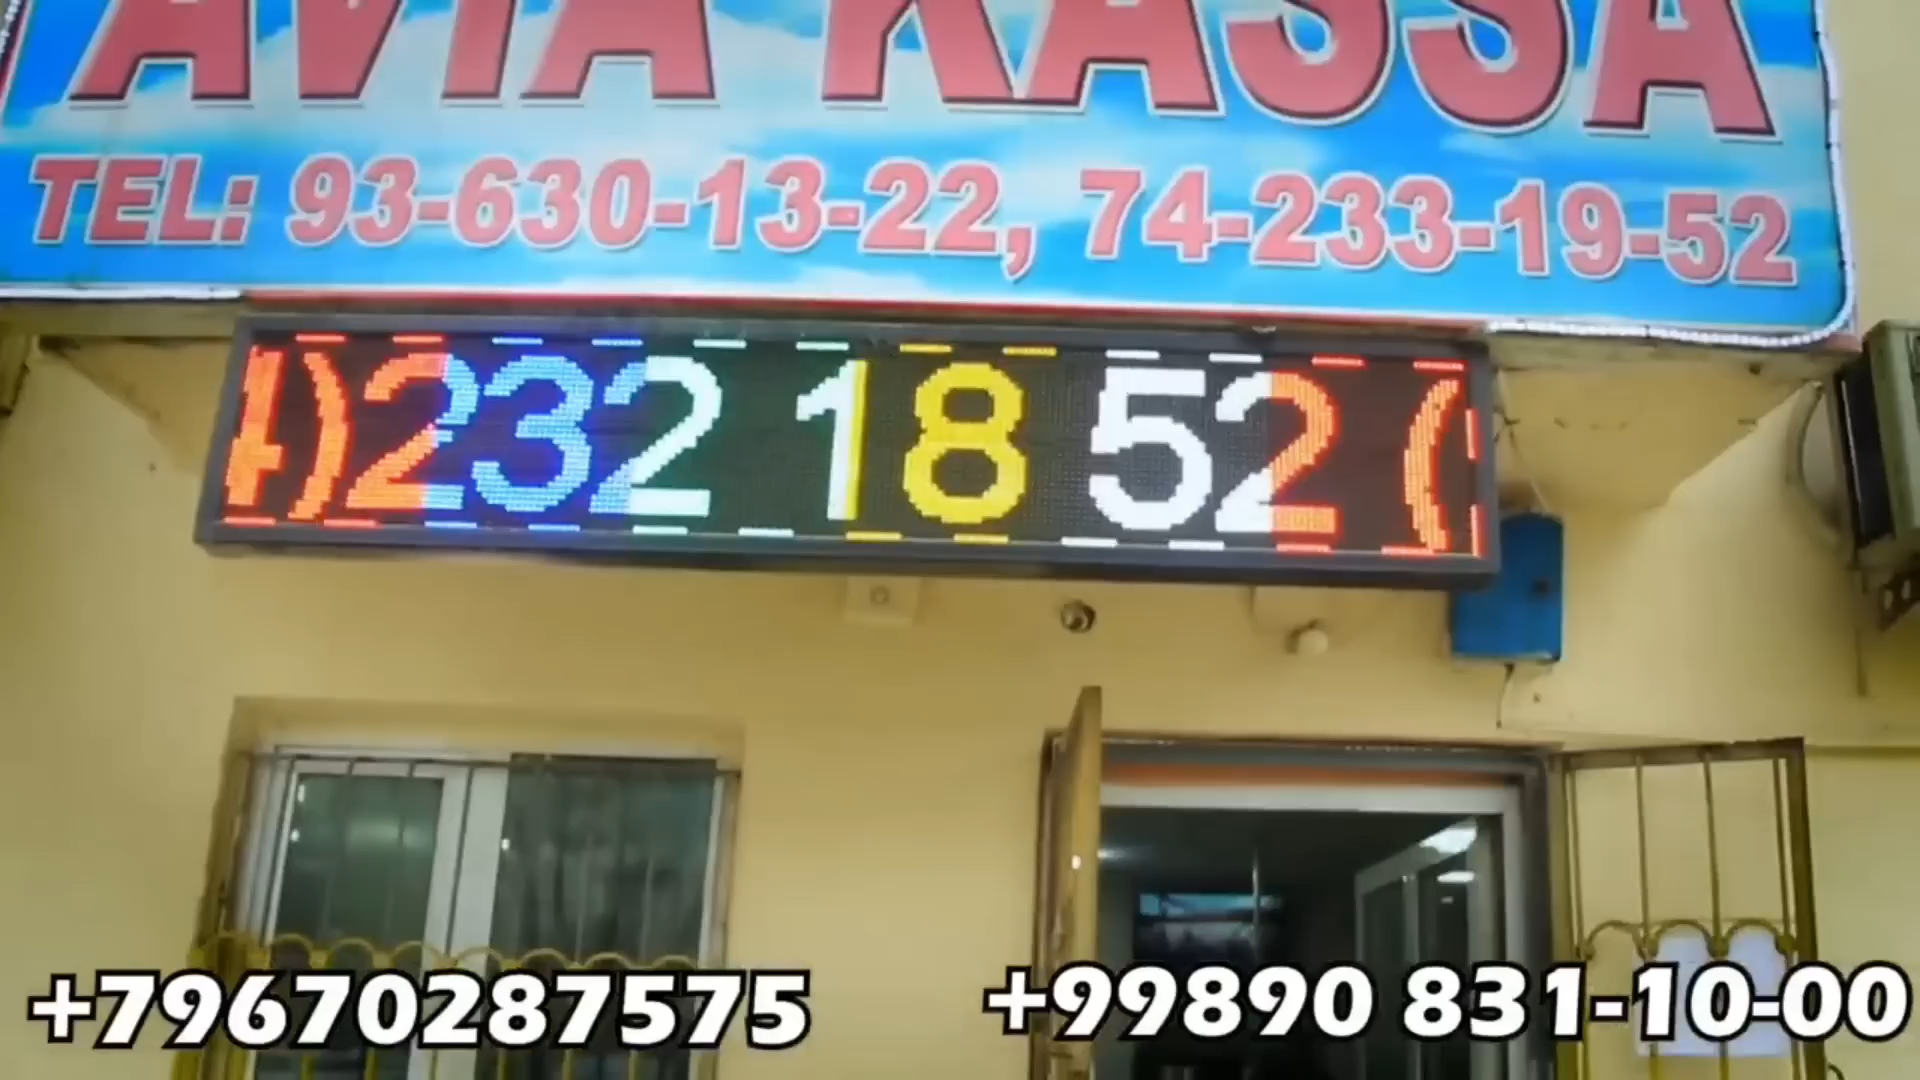 AVIA KASSA
TEL: 93-630-13-22, 74-233-19-52
4)232 18 52 (
+79670287575
+99890 831-10-00